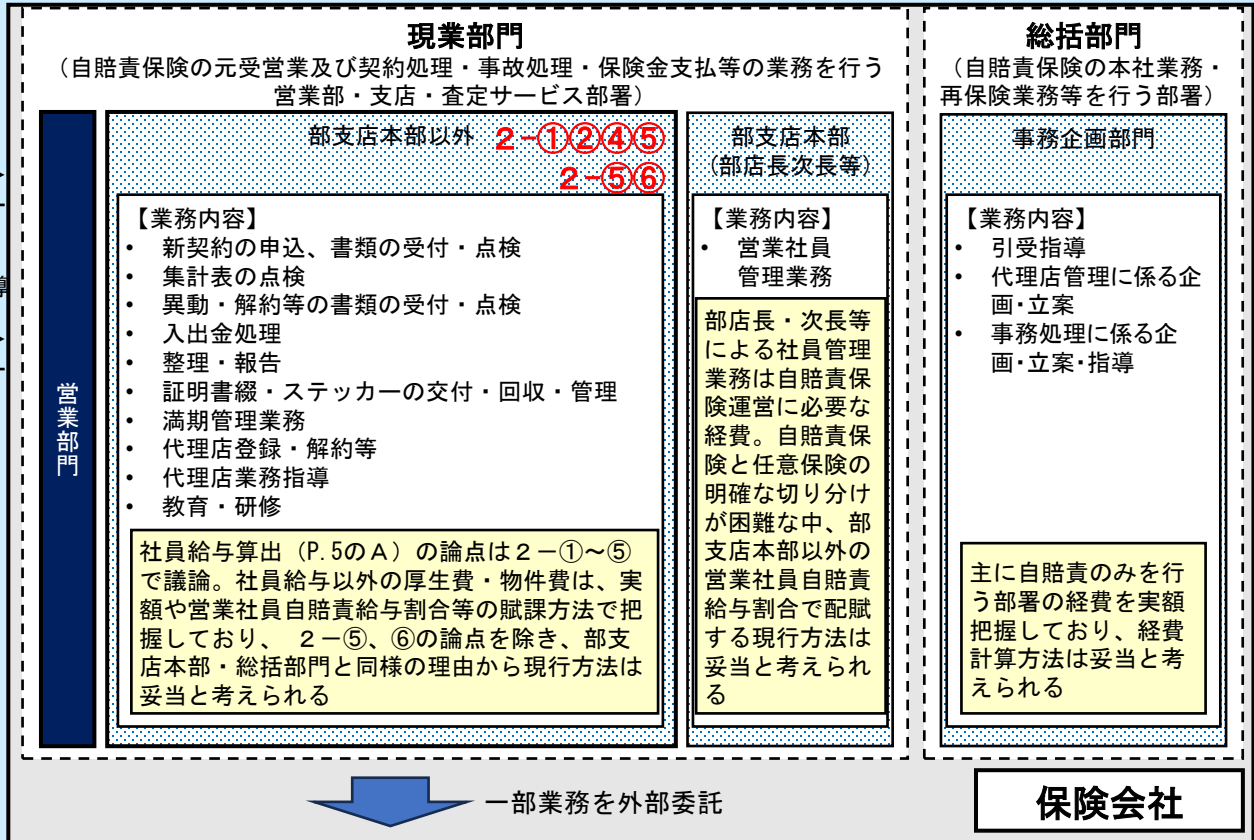 現業部門
（自賠責保険の元受営業及び契約処理・事故処理・保険金支払等の業務を行う
営業部・支店・査定サービス部署）
営業部門
部支店本部以外 2-①②④⑤
2-⑤⑥
【業務内容】
• 新契約の申込、書類の受付・点検
• 集計表の点検
• 異動・解約等の書類の受付・点検
• 入出金処理
• 整理・報告
• 証明書綴・ステッカーの交付・回収・管理
• 満期管理業務
• 代理店登録・解約等
• 代理店業務指導
• 教育・研修
社員給与算出（P.5のＡ）の論点は２－①～⑤
で議論。社員給与以外の厚生費・物件費は、実
額や営業社員自賠責給与割合等の賦課方法で把
握しており、 ２－⑤、⑥の論点を除き、部支
店本部・総括部門と同様の理由から現行方法は
妥当と考えられる
部支店本部
（部店長次長等）
【業務内容】
• 営業社員
管理業務
部店長・次長等
による社員管理
業務は自賠責保
険運営に必要な
経費。自賠責保
険と任意保険の
明確な切り分け
が困難な中、部
支店本部以外の
営業社員自賠責
給与割合で配賦
する現行方法は
妥当と考えられ
る
総括部門
（自賠責保険の本社業務・
再保険業務等を行う部署）
事務企画部門
【業務内容】
• 引受指導
• 代理店管理に係る企
画・立案
• 事務処理に係る企
画・立案・指導
主に自賠責のみを行
う部署の経費を実額
把握しており、経費
計算方法は妥当と考
えられる
一部業務を外部委託
保険会社